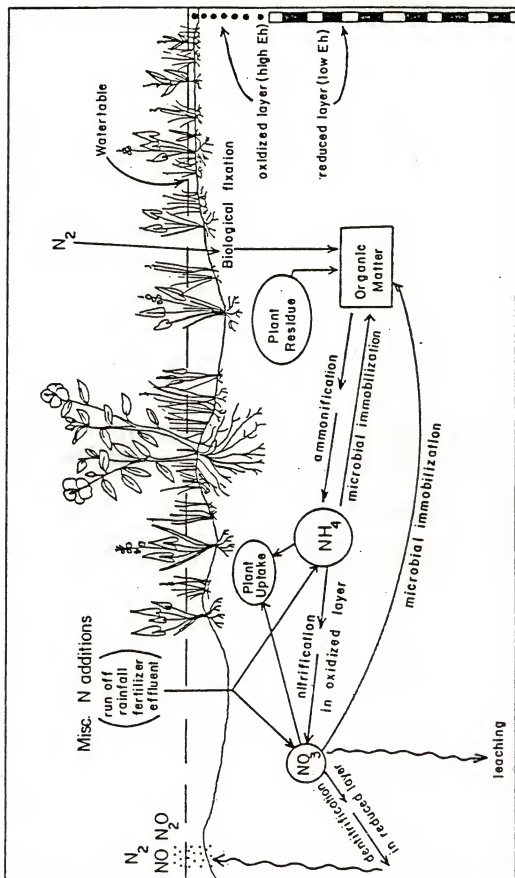 N2
NO N2O
Misc. N additions
(run off
rainfall
fertilizer
effluent)
N2
Watertable
Biological fixation
oxidized layer (high Eh)
reduced layer (low Eh)
Plant
Residue
Organic
Matter
Plant
Uptake
NH4
ammonification
microbial immobilization
nitrification
in oxidized layer
NO3
microbial immobilization
dentitrification
in reduced layer
leaching